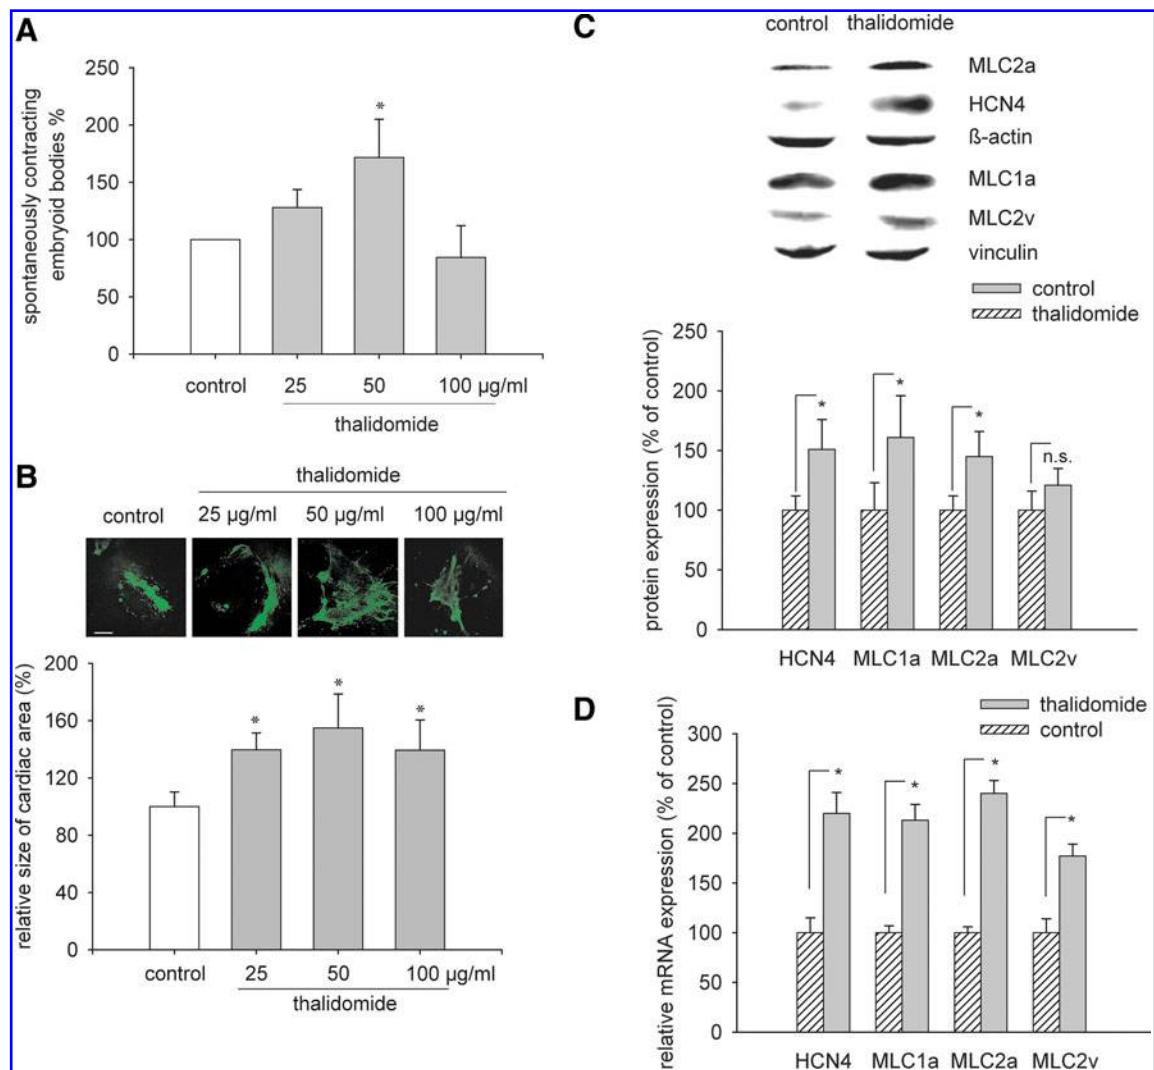 A
250
200
150
100
50
0
spontaneously contracting
embryoid bodies %
*
control 25 50 100 µg/ml
thalidomide
B
thalidomide
control 25 µg/ml 50 µg/ml 100 µg/ml
200
160
120
80
40
0
relative size of cardiac area (%)
* * *
control 25 50 100 µg/ml
thalidomide
C
control thalidomide
MLC2a
HCN4
ß-actin
MLC1a
MLC2v
vinculin
control
thalidomide
250
200
150
100
50
0
protein expression (% of control)
* * * n.s.
HCN4 MLC1a MLC2a MLC2v
D
thalidomide
control
300
250
200
150
100
50
0
relative mRNA expression (% of control)
* * * *
HCN4 MLC1a MLC2a MLC2v